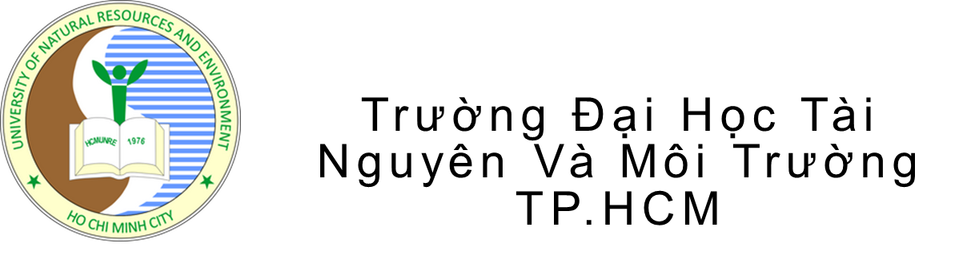 UNIVERSITY OF NATURAL RESOURCES AND ENVIRONMENT
HCMUNRE 1976
HO CHI MINH CITY
Trường Đại Học Tài
Nguyên Và Môi Trường
TP.HCM